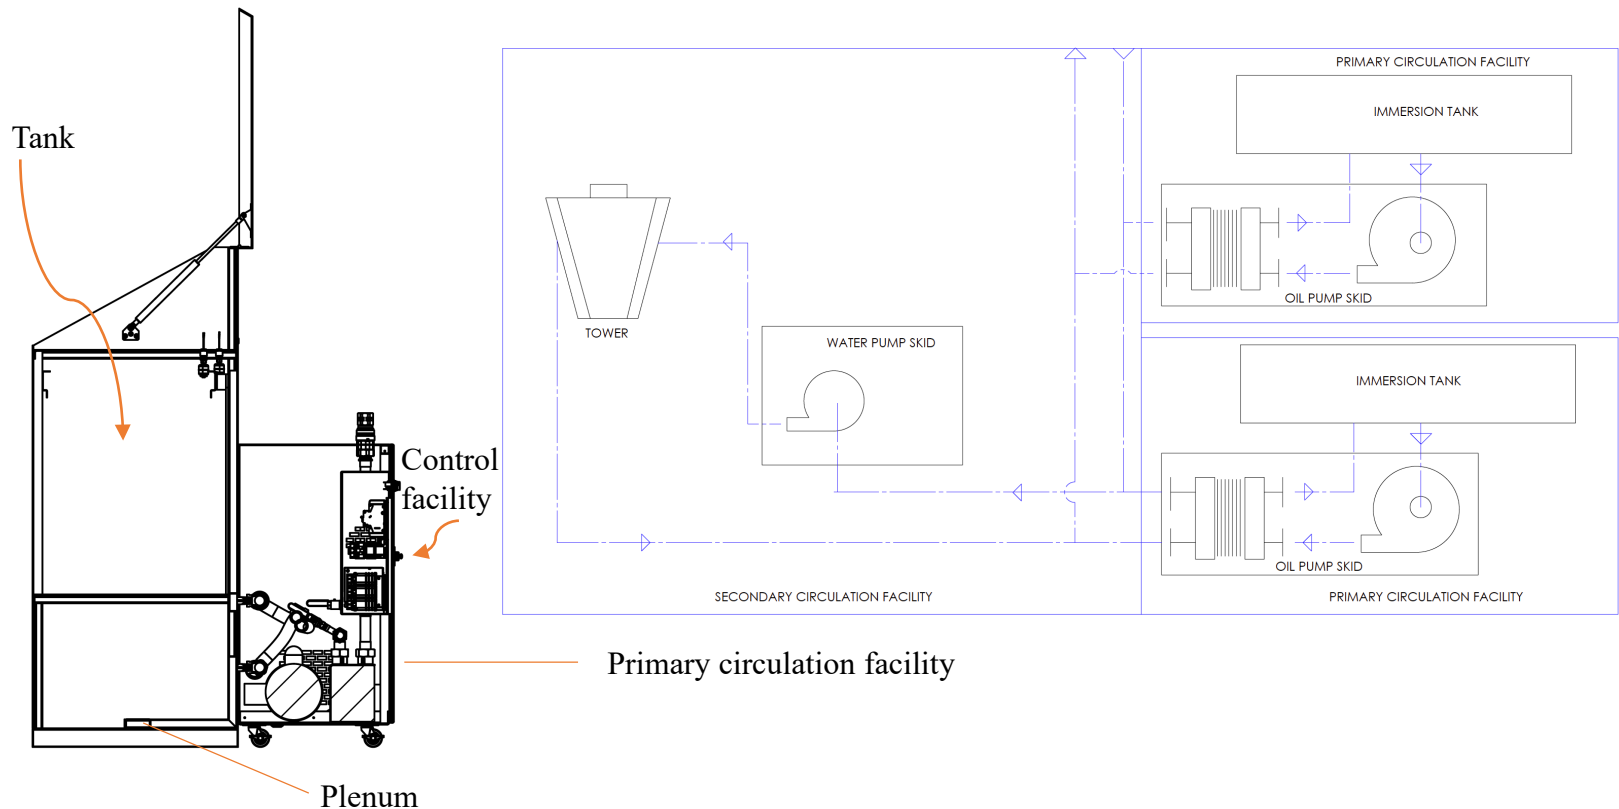 Tank
Control
facility
Primary circulation facility
Plenum
PRIMARY CIRCULATION FACILITY
IMMERSION TANK
OIL PUMP SKID
TOWER
WATER PUMP SKID
IMMERSION TANK
OIL PUMP SKID
SECONDARY CIRCULATION FACILITY
PRIMARY CIRCULATION FACILITY